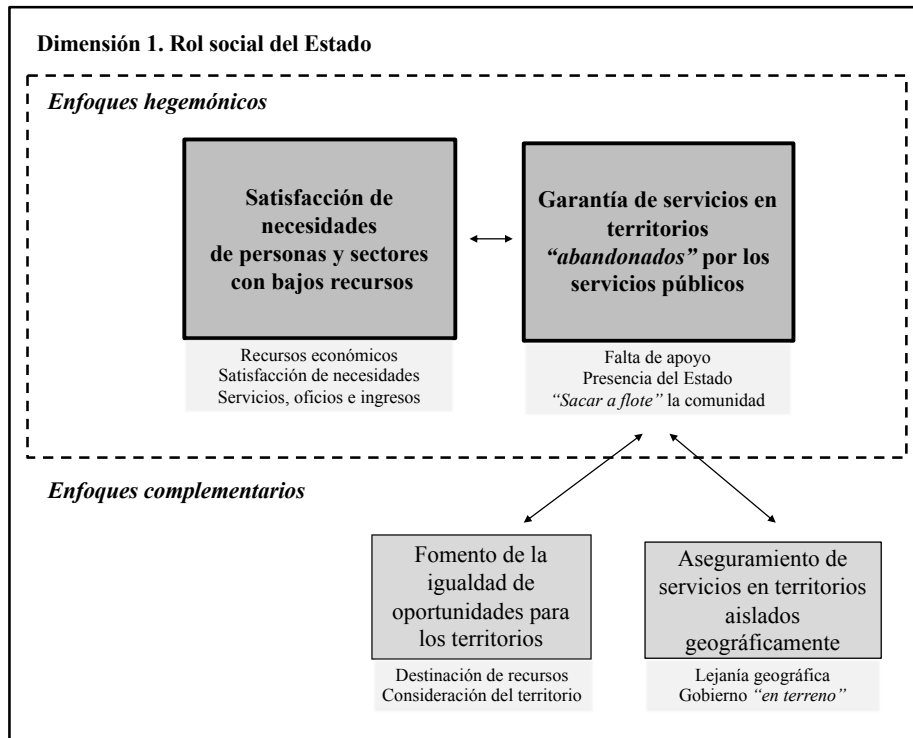 Dimensión 1. Rol social del Estado
Enfoques hegemónicos
Satisfacción de
necesidades
de personas y sectores
con bajos recursos
Recursos económicos
Satisfacción de necesidades
Servicios, oficios e ingresos
Garantía de servicios en
territorios
“abandonados” por los
servicios públicos
Falta de apoyo
Presencia del Estado
“Sacar a flote” la comunidad
Enfoques complementarios
Fomento de la
igualdad de
oportunidades para
los territorios
Destinación de recursos
Consideración del territorio
Aseguramiento de
servicios en territorios
aislados
geográficamente
Lejanía geográfica
Gobierno “en terreno”